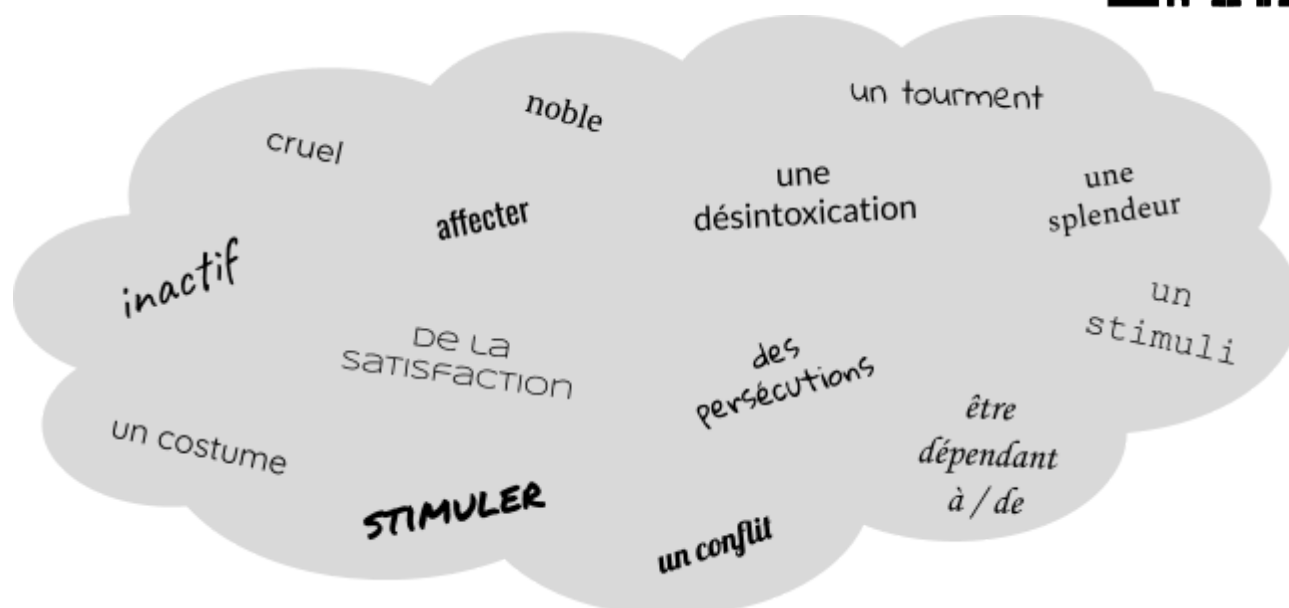 un tourment
noble
cruel
une
désintoxication
une
splendeur
affecter
inactif
un
stimuli
De la
satisfaction
des
persécutions
être
dépendant
à / de
un costume
STIMULER
un conflit